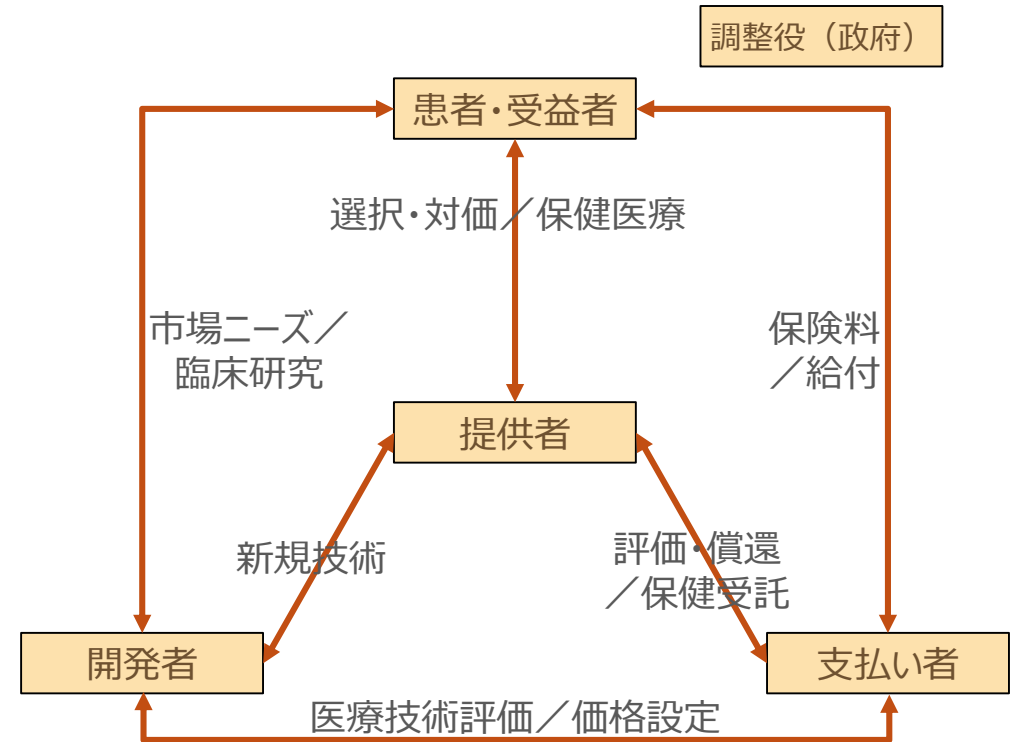 調整役（政府）
患者・受益者
選択・対価／保健医療
市場ニーズ／
臨床研究
保険料
／給付
提供者
新規技術
評価・償還
／保健受託
開発者
支払い者
医療技術評価／価格設定